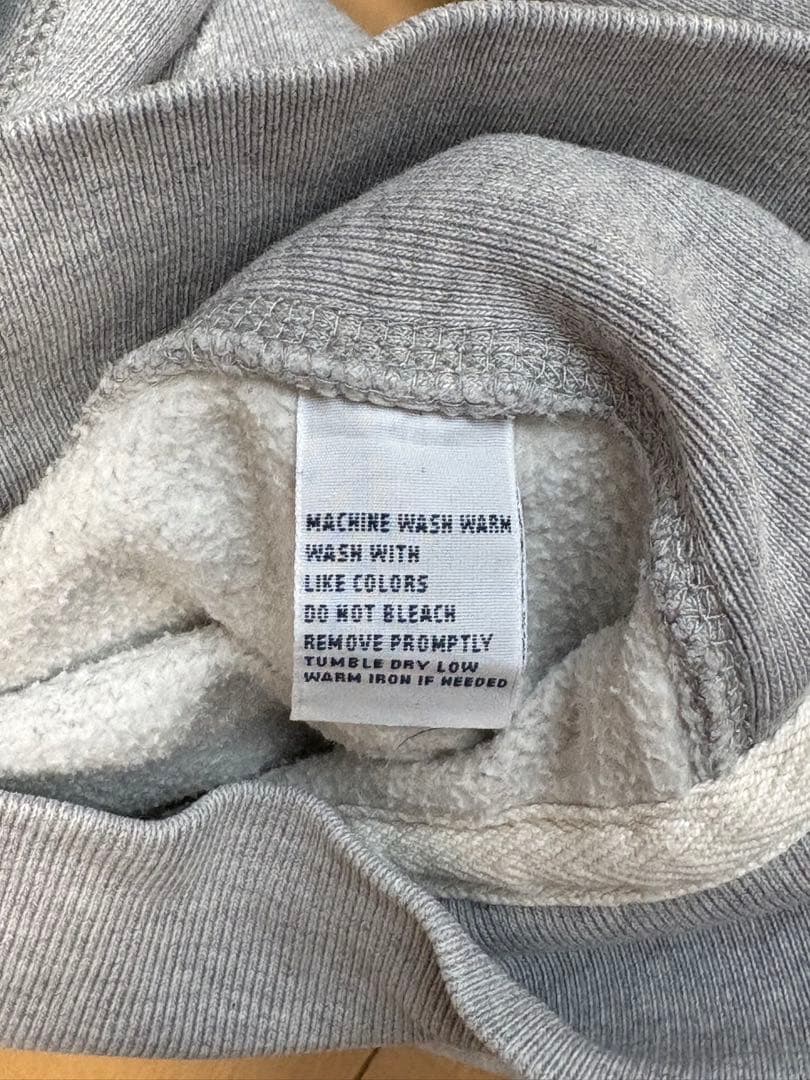 MACHINE WASH WARM
WASH WITH
LIKE COLORS
DO NOT BLEACH
REMOVE PROMPTLY
TUMBLE DRY LOW
WARM IRON IF NEEDED